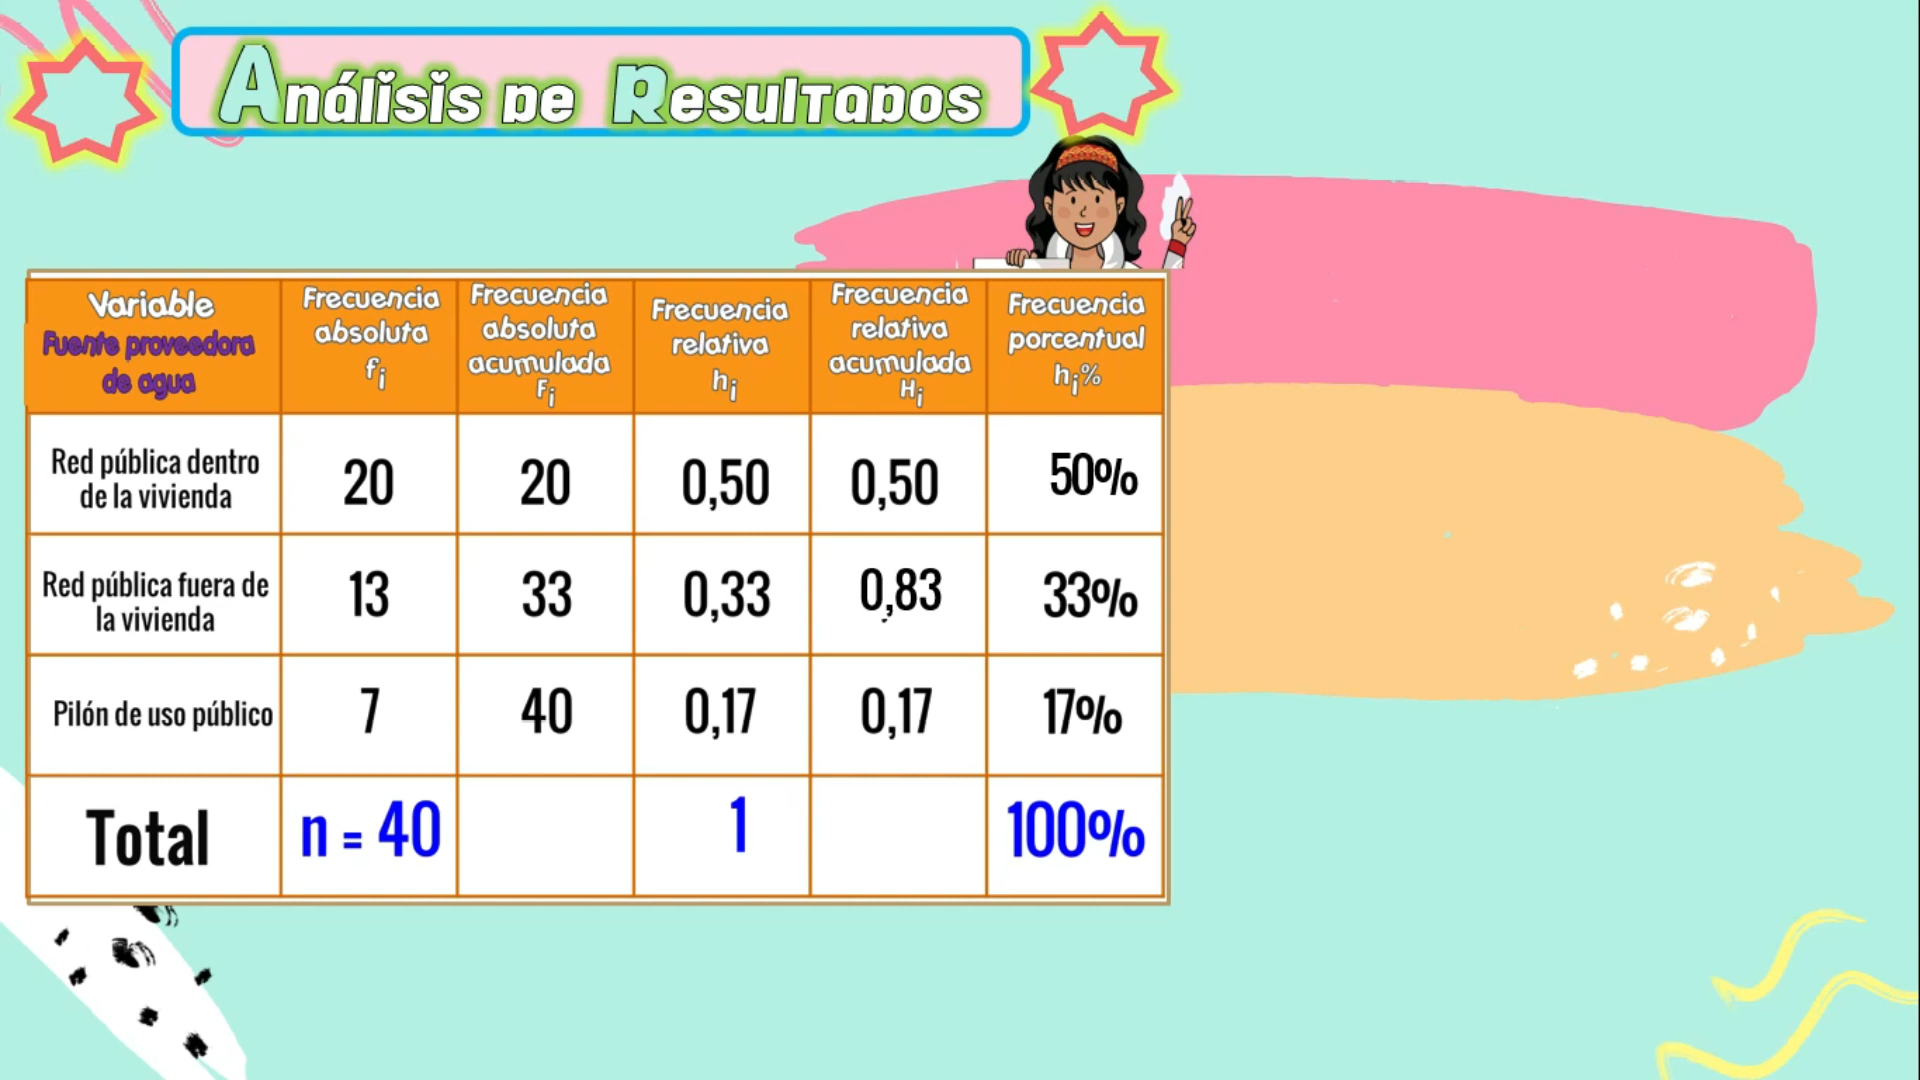 Análisis de Resultados
Variable
Fuente proveedora
de agua
Frecuencia
absoluta
fi
Frecuencia
absoluta
acumulada
Fi
Frecuencia
relativa
hi
Frecuencia
relativa
acumulada
Hi
Frecuencia
porcentual
hi%
Red pública dentro
de la vivienda
20
20
0,50
0,50
50%
Red pública fuera de
la vivienda
13
33
0,33
0,83
33%
Pilón de uso público
7
40
0,17
0,17
17%
Total
n = 40
1
100%